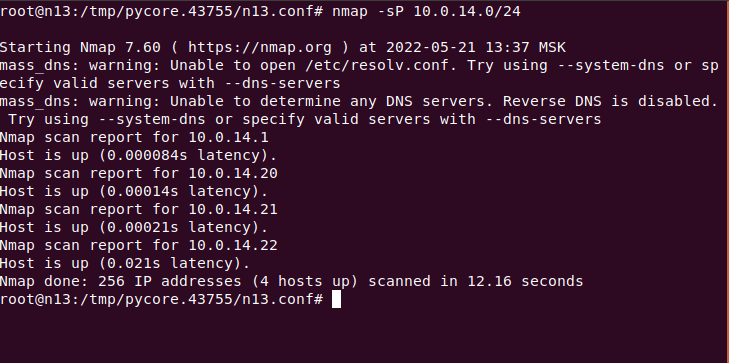 root@n13:/tmp/pycore.43755/n13.conf# nmap -sP 10.0.14.0/24
Starting Nmap 7.60 ( https://nmap.org ) at 2022-05-21 13:37 MSK
mass_dns: warning: Unable to open /etc/resolv.conf. Try using --system-dns or sp
ecify valid servers with --dns-servers
mass_dns: warning: Unable to determine any DNS servers. Reverse DNS is disabled.
 Try using --system-dns or specify valid servers with --dns-servers
Nmap scan report for 10.0.14.1
Host is up (0.000084s latency).
Nmap scan report for 10.0.14.20
Host is up (0.00014s latency).
Nmap scan report for 10.0.14.21
Host is up (0.00021s latency).
Nmap scan report for 10.0.14.22
Host is up (0.021s latency).
Nmap done: 256 IP addresses (4 hosts up) scanned in 12.16 seconds
root@n13:/tmp/pycore.43755/n13.conf#